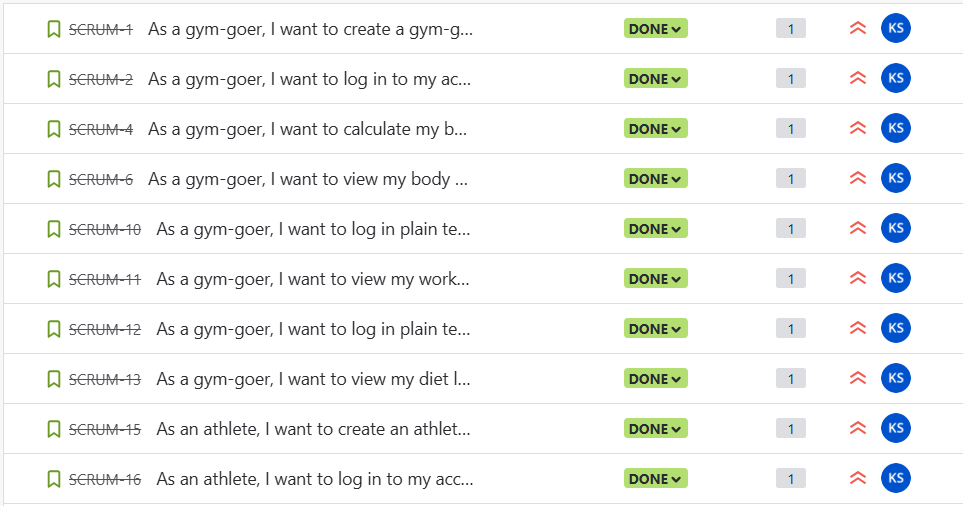 SCRUM-1 As a gym-goer, I want to create a gym-g... DONE 1 KS
SCRUM-2 As a gym-goer, I want to log in to my ac... DONE 1 KS
SCRUM-4 As a gym-goer, I want to calculate my b... DONE 1 KS
SCRUM-6 As a gym-goer, I want to view my body ... DONE 1 KS
SCRUM-10 As a gym-goer, I want to log in plain te... DONE 1 KS
SCRUM-11 As a gym-goer, I want to view my work... DONE 1 KS
SCRUM-12 As a gym-goer, I want to log in plain te... DONE 1 KS
SCRUM-13 As a gym-goer, I want to view my diet l... DONE 1 KS
SCRUM-15 As an athlete, I want to create an athlet... DONE 1 KS
SCRUM-16 As an athlete, I want to log in to my acc... DONE 1 KS